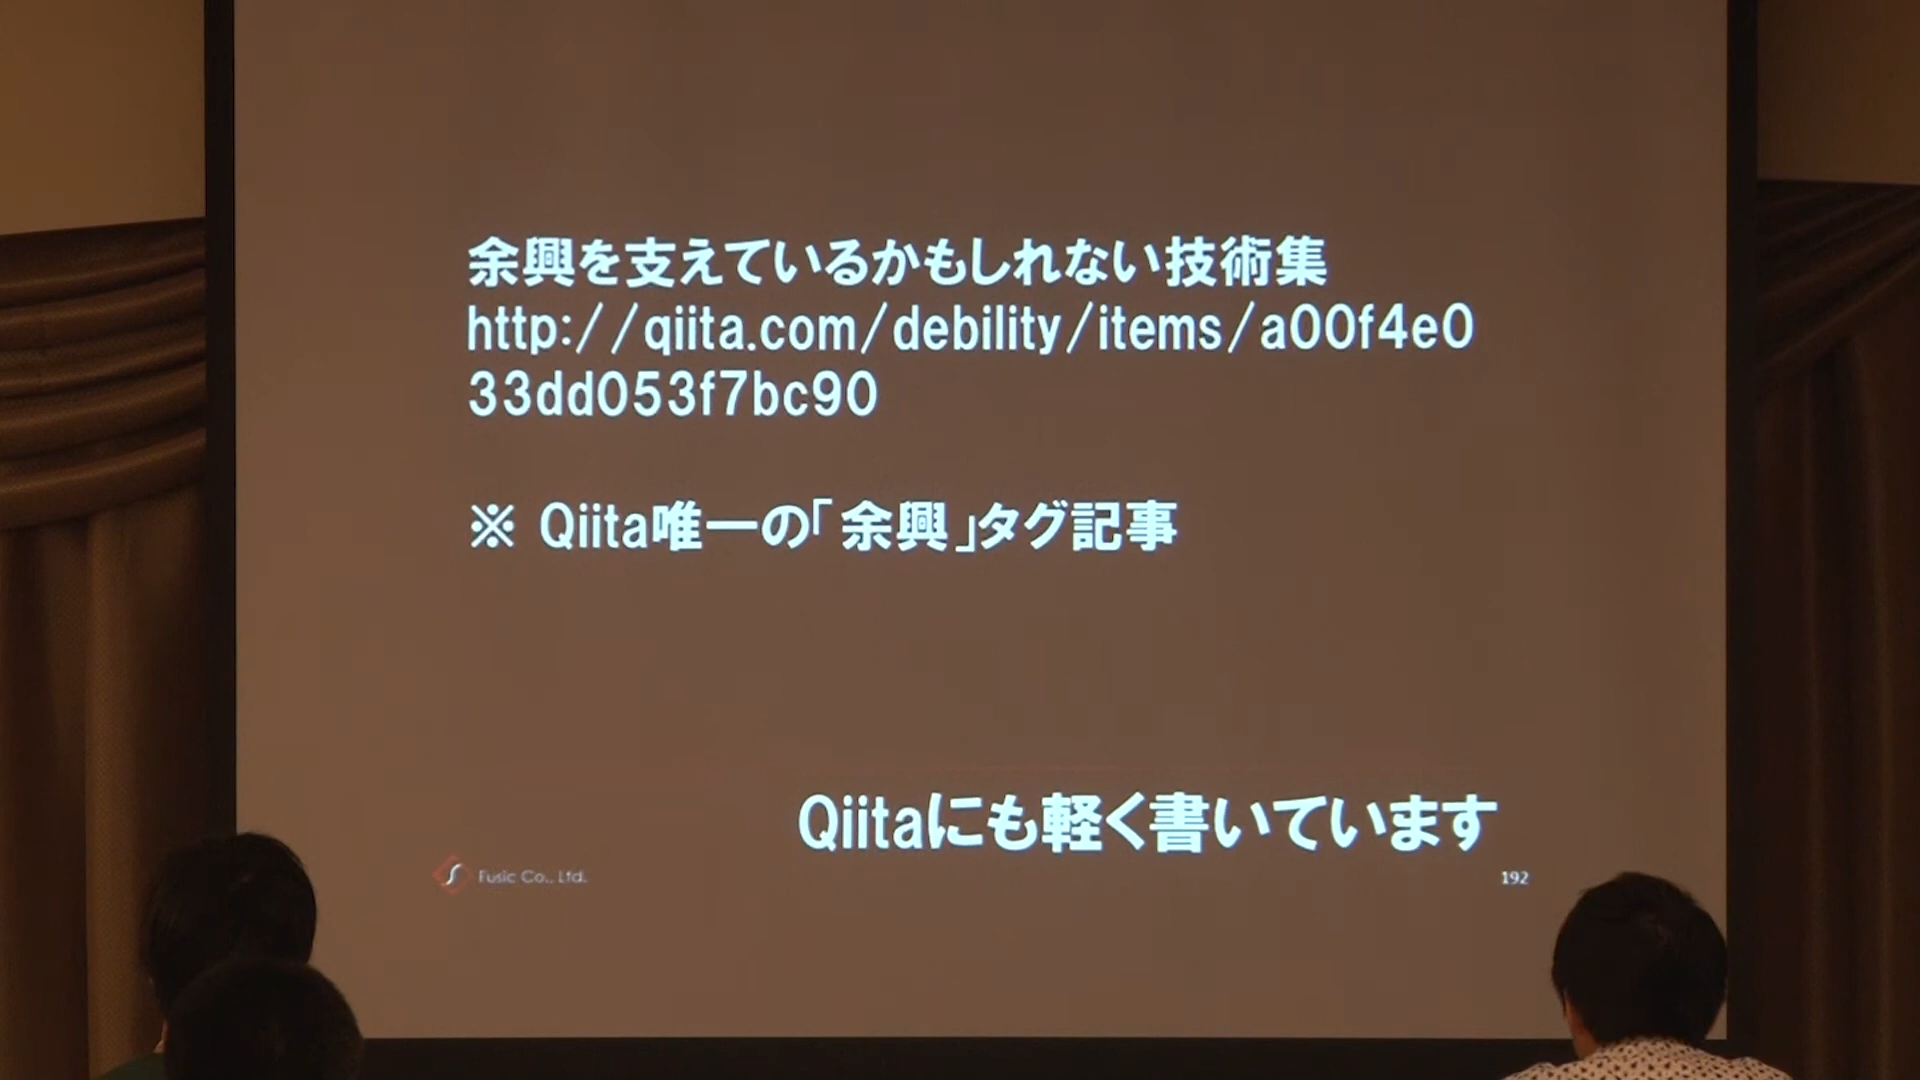 余興を支えているかもしれない技術集
http://qiita.com/debility/items/a00f4e0
33dd053f7bc90
※ Qiita唯一の「余興」タグ記事
Qiitaにも軽く書いています
Fusic Co., Ltd.
192